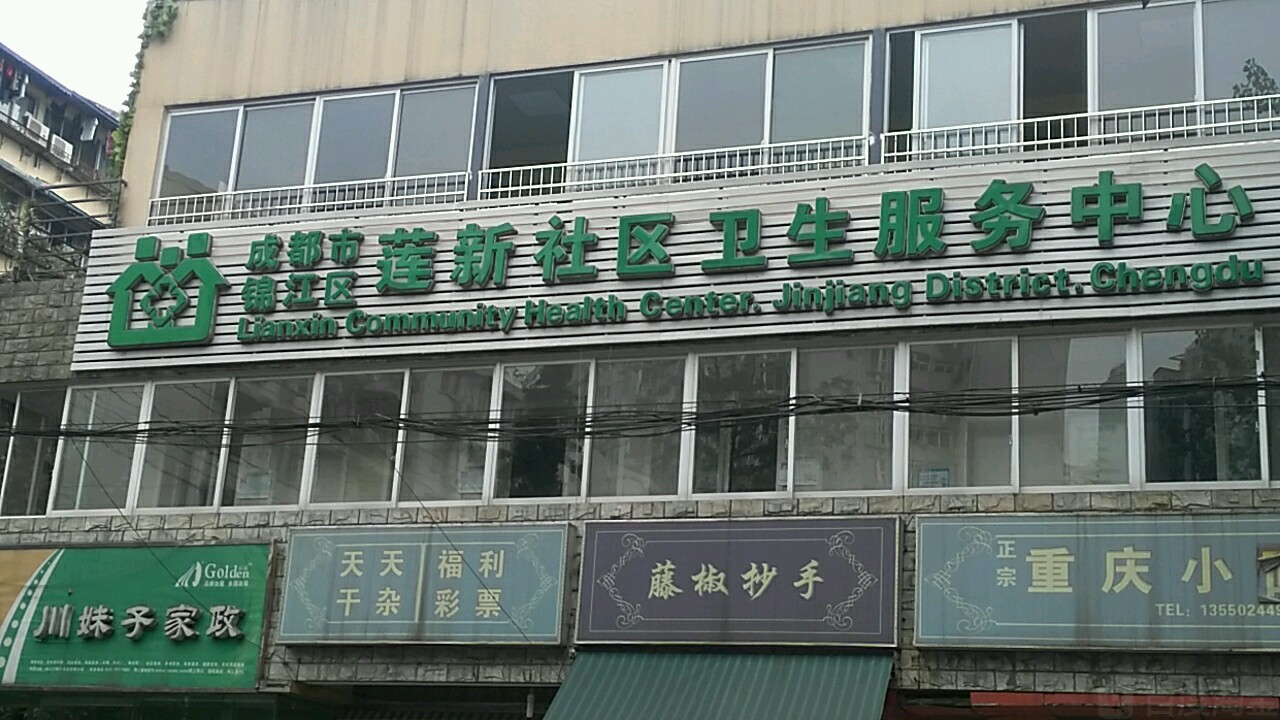 成都市
锦江区
莲新社区卫生服务中心
Lianxin Community Health Center. Jinjiang District. Chengdu
Golden
川妹子家政
天天 福利
干杂 彩票
藤椒抄手
正宗
重庆小
TEL: 13550244